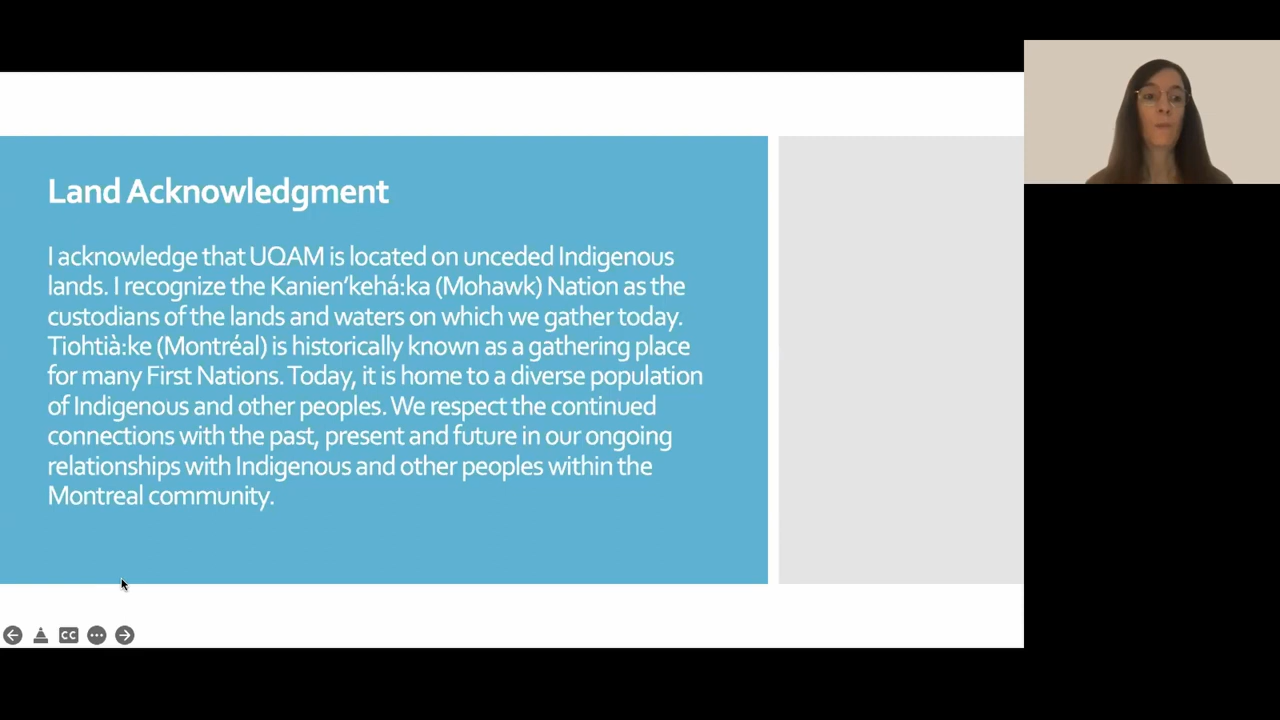 Land Acknowledgment
I acknowledge that UQAM is located on unceded Indigenous
lands. I recognize the Kanien’kehá:ka (Mohawk) Nation as the
custodians of the lands and waters on which we gather today.
Tiohtià:ke (Montréal) is historically known as a gathering place
for many First Nations. Today, it is home to a diverse population
of Indigenous and other peoples. We respect the continued
connections with the past, present and future in our ongoing
relationships with Indigenous and other peoples within the
Montreal community.
CC